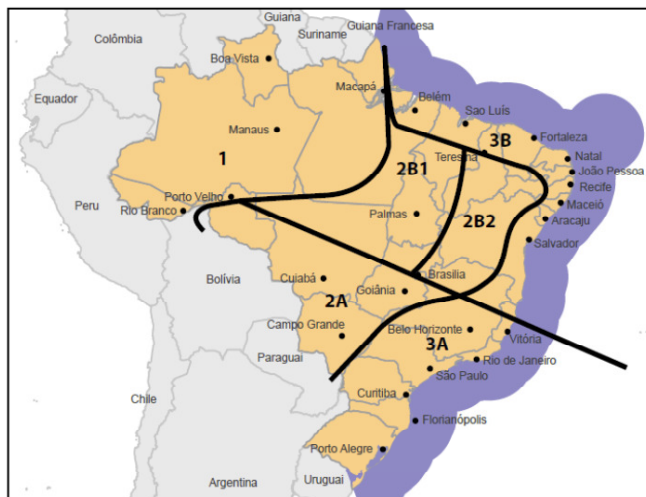 Guiana
Guiana Francesa
Suriname
Colômbia
Boa Vista
Equador
Macapá
Belém
Sao Luís
Manaus
3B
Fortaleza
1
Teresina
2B1
Natal
João Pessoa
Porto Velho
Recife
Peru
Rio Branco
Palmas
2B2
Maceió
Aracaju
Salvador
Bolívia
Cuiabá
Brasilia
Goiânia
2A
Campo Grande
Belo Horizonte
Vitória
3A
Paraguai
Rio de Janeiro
São Paulo
Chile
Curitiba
Florianópolis
Porto Alegre
Argentina
Uruguai